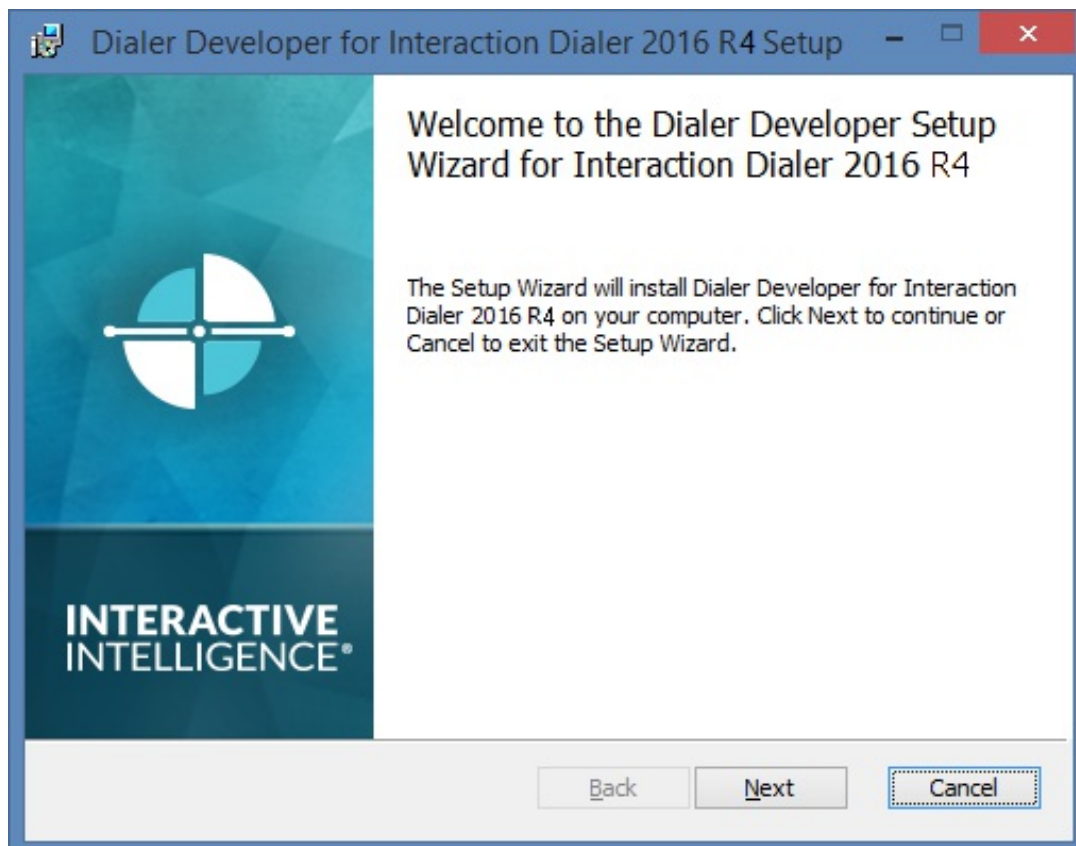 Dialer Developer for Interaction Dialer 2016 R4 Setup
Welcome to the Dialer Developer Setup
Wizard for Interaction Dialer 2016 R4
The Setup Wizard will install Dialer Developer for Interaction
Dialer 2016 R4 on your computer. Click Next to continue or
Cancel to exit the Setup Wizard.
INTERACTIVE
INTELLIGENCE®
Back Next Cancel